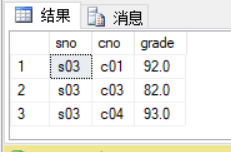 结果 消息
sno cno grade
1 s03 c01 92.0
2 s03 c03 82.0
3 s03 c04 93.0